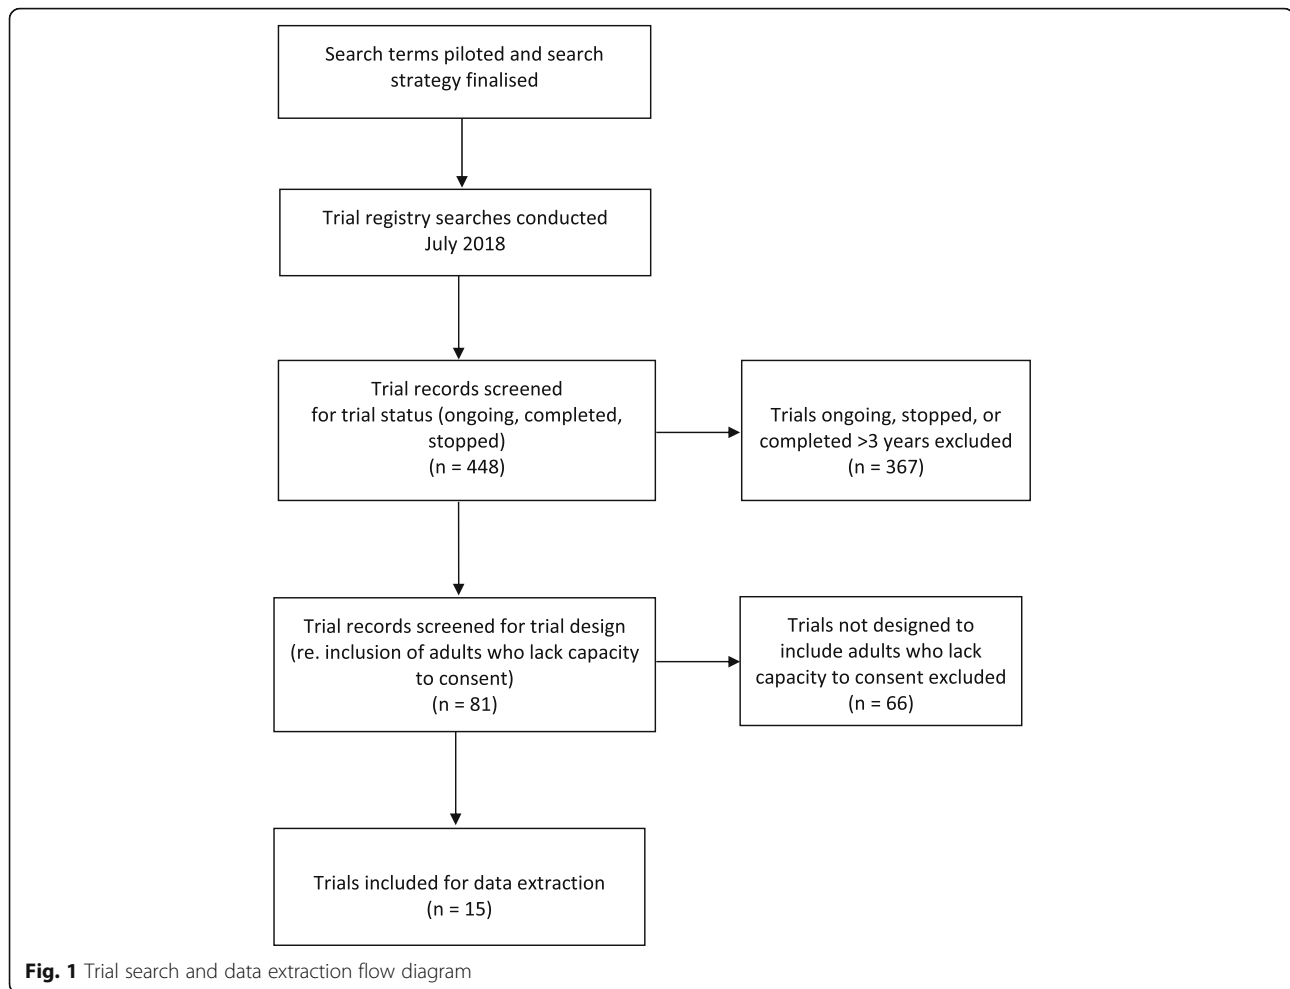 Search terms piloted and search
strategy finalised
Trial registry searches conducted
July 2018
Trial records screened
for trial status (ongoing, completed,
stopped)
(n = 448)
Trials ongoing, stopped, or
completed >3 years excluded
(n = 367)
Trial records screened for trial design
(re. inclusion of adults who lack capacity
to consent)
(n = 81)
Trials not designed to
include adults who lack
capacity to consent excluded
(n = 66)
Trials included for data extraction
(n = 15)
Fig. 1 Trial search and data extraction flow diagram